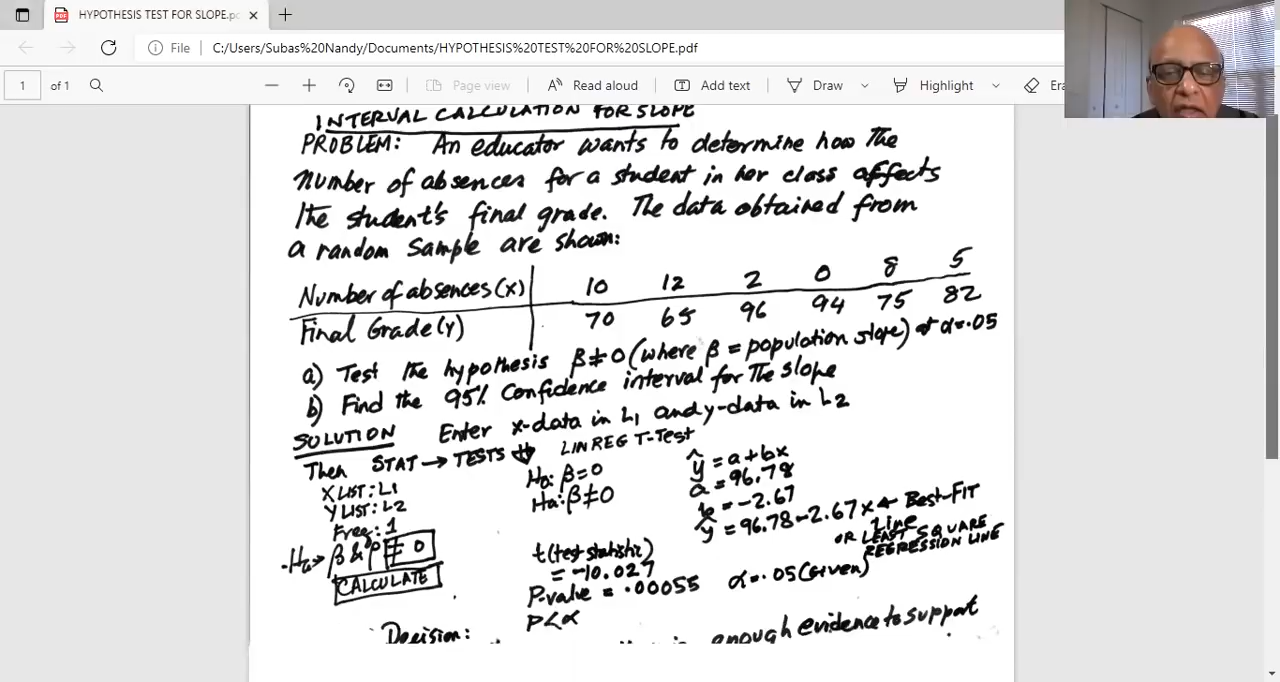 HYPOTHESIS TEST FOR SLOPE.pdf
File C:/Users/Subas%20Nandy/Documents/HYPOTHESIS%20TEST%20FOR%20SLOPE.pdf
1 of 1 Page view Read aloud Add text Draw Highlight Era
INTERVAL CALCULATION FOR SLOPE
PROBLEM: An educator wants to determine how the
number of absences for a student in her class affects
the student's final grade. The data obtained from
a random sample are shown:
Number of absences (x) 10 12 2 0 8 5
Final Grade (y) 70 65 96 94 75 82
a) Test the hypothesis β≠0 (where β = population slope) at α=.05
b) Find the 95% Confidence interval for the slope
SOLUTION Enter x-data in L1 and y-data in L2
Then STAT → TESTS ↓ LINREG T-Test
XLIST: L1
YLIST: L2
Freq: 1
Ha→ β & ρ ≠ 0
CALCULATE
H0: β=0
Ha: β≠0
t (test statistic)
= -10.027
P-value = .00055
P<α
ŷ = a+bx
a = 96.78
b = -2.67
ŷ = 96.78-2.67x ← Best-FIT
Line
OR LEAST SQUARE
REGRESSION LINE
α=.05 (Given)
Decision:
enough evidence to support